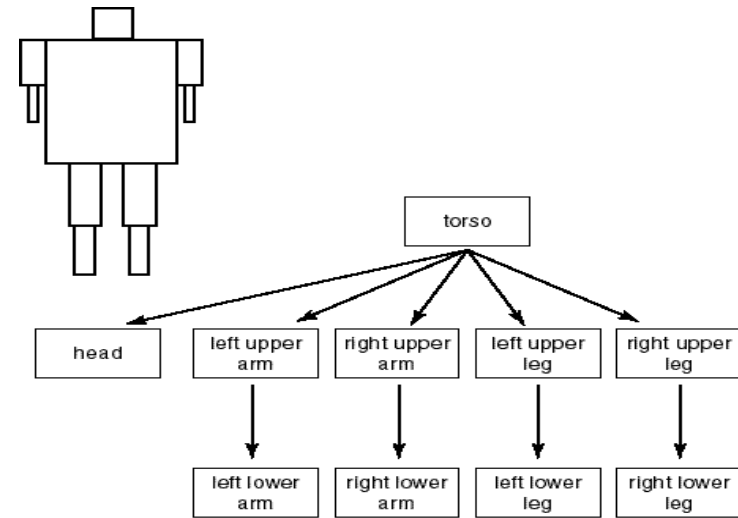 torso
head
left upper
arm
right upper
arm
left upper
leg
right upper
leg
left lower
arm
right lower
arm
left lower
leg
right lower
leg